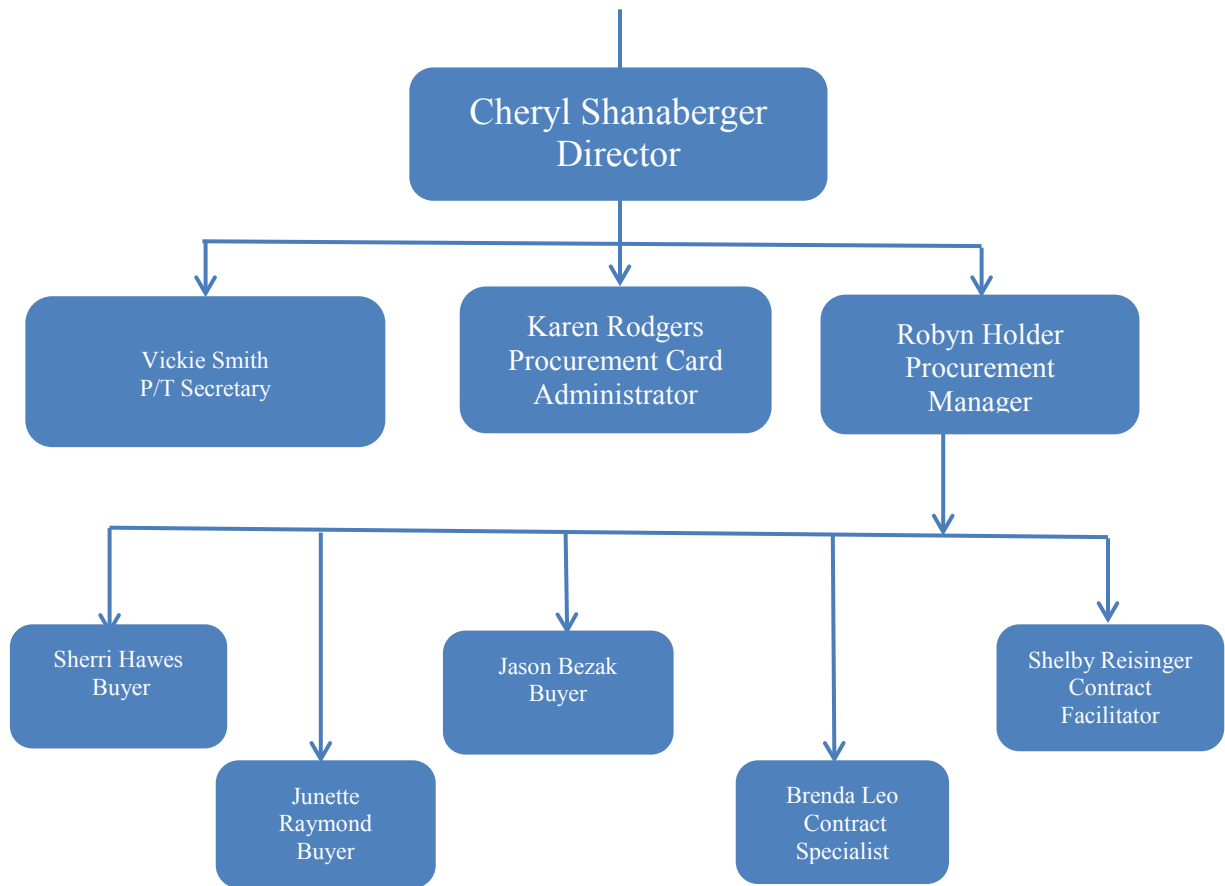 Cheryl Shanaberger
Director
Vickie Smith
P/T Secretary
Karen Rodgers
Procurement Card
Administrator
Robyn Holder
Procurement
Manager
Sherri Hawes
Buyer
Junette
Raymond
Buyer
Jason Bezak
Buyer
Brenda Leo
Contract
Specialist
Shelby Reisinger
Contract
Facilitator